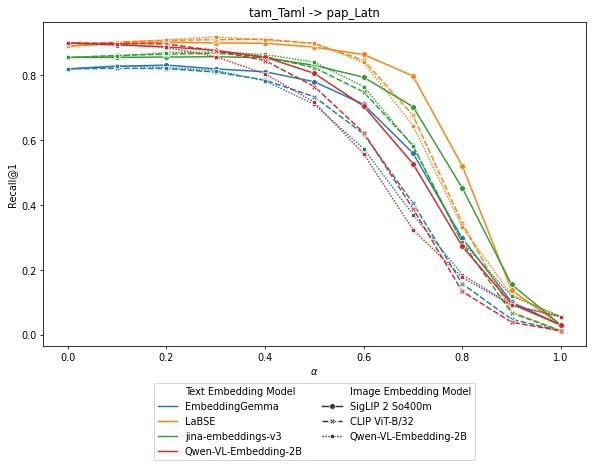 tam_Taml -> pap_Latn
Recall@1
0.8
0.6
0.4
0.2
0.0
0.0 0.2 0.4 0.6 0.8 1.0
α
Text Embedding Model
EmbeddingGemma
LaBSE
jina-embeddings-v3
Qwen-VL-Embedding-2B
Image Embedding Model
SigLIP 2 So400m
CLIP ViT-B/32
Qwen-VL-Embedding-2B